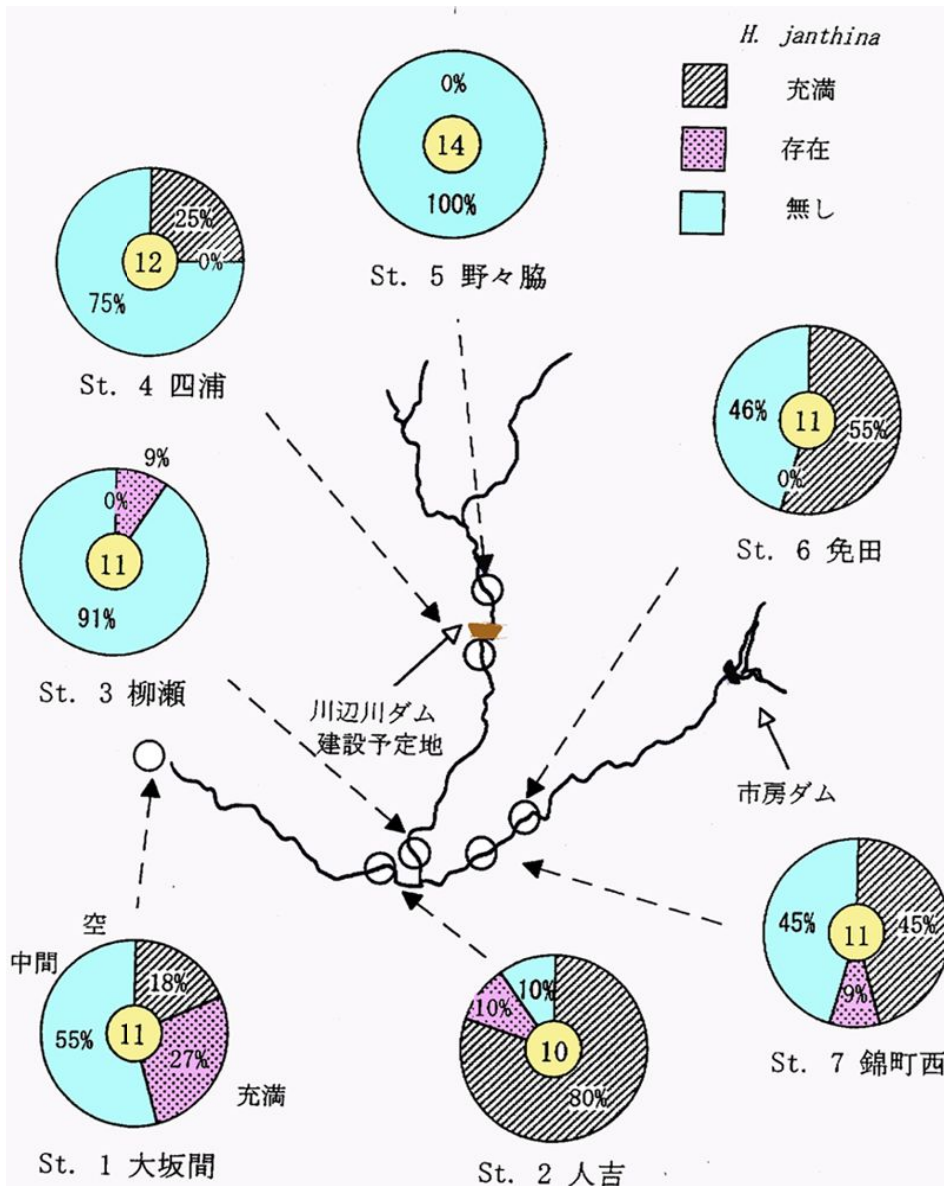 H. janthina
充満
存在
無し
0%
14
100%
St. 5 野々脇
25%
0%
12
75%
St. 4 四浦
46%
11
55%
0%
St. 6 免田
9%
0%
11
91%
St. 3 柳瀬
川辺川ダム
建設予定地
市房ダム
空
中間
18%
11
55%
27%
充満
St. 1 大坂間
10%
10%
10
80%
St. 2 人吉
45%
11
45%
9%
St. 7 錦町西